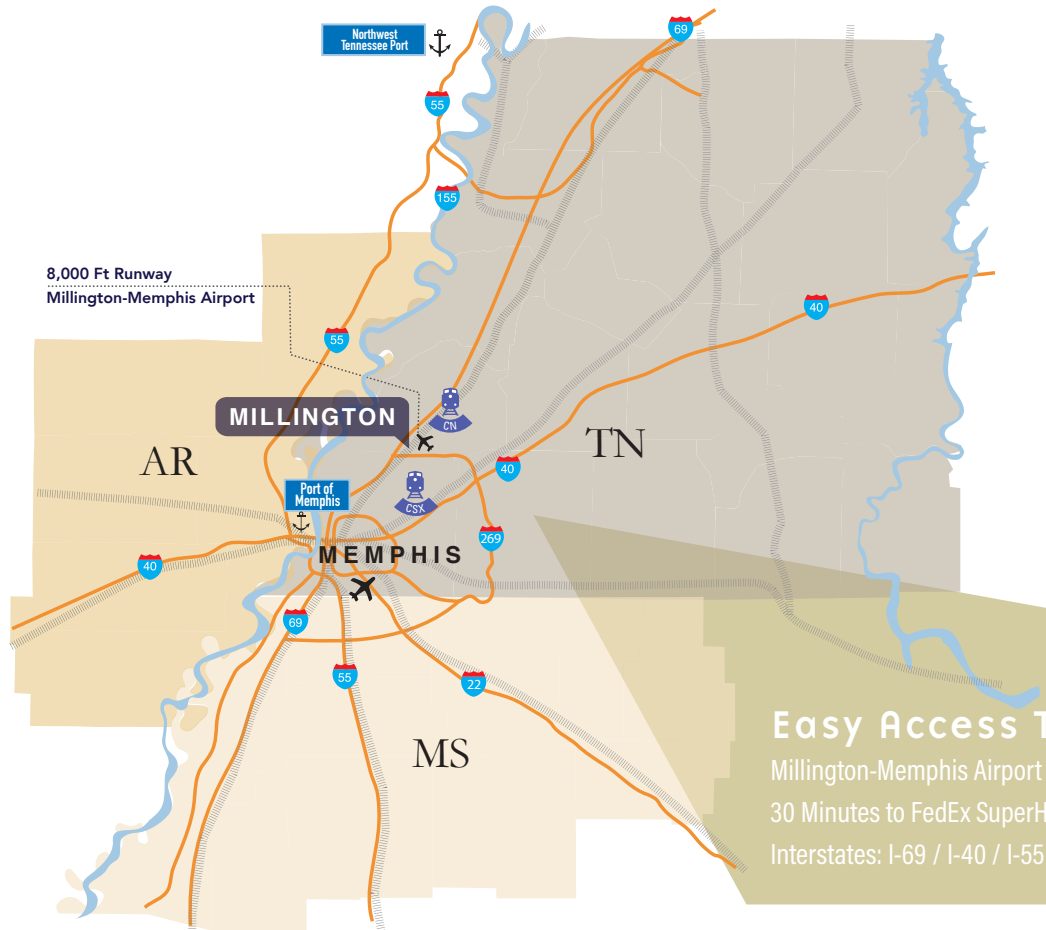 Northwest
Tennessee Port
69
55
155
8,000 Ft Runway
Millington-Memphis Airport
40
55
MILLINGTON
CN
AR
TN
40
CSX
Port of
Memphis
269
MEMPHIS
40
69
55
22
MS
Easy Access T
Millington-Memphis Airport
30 Minutes to FedEx SuperH
Interstates: I-69 / I-40 / I-55